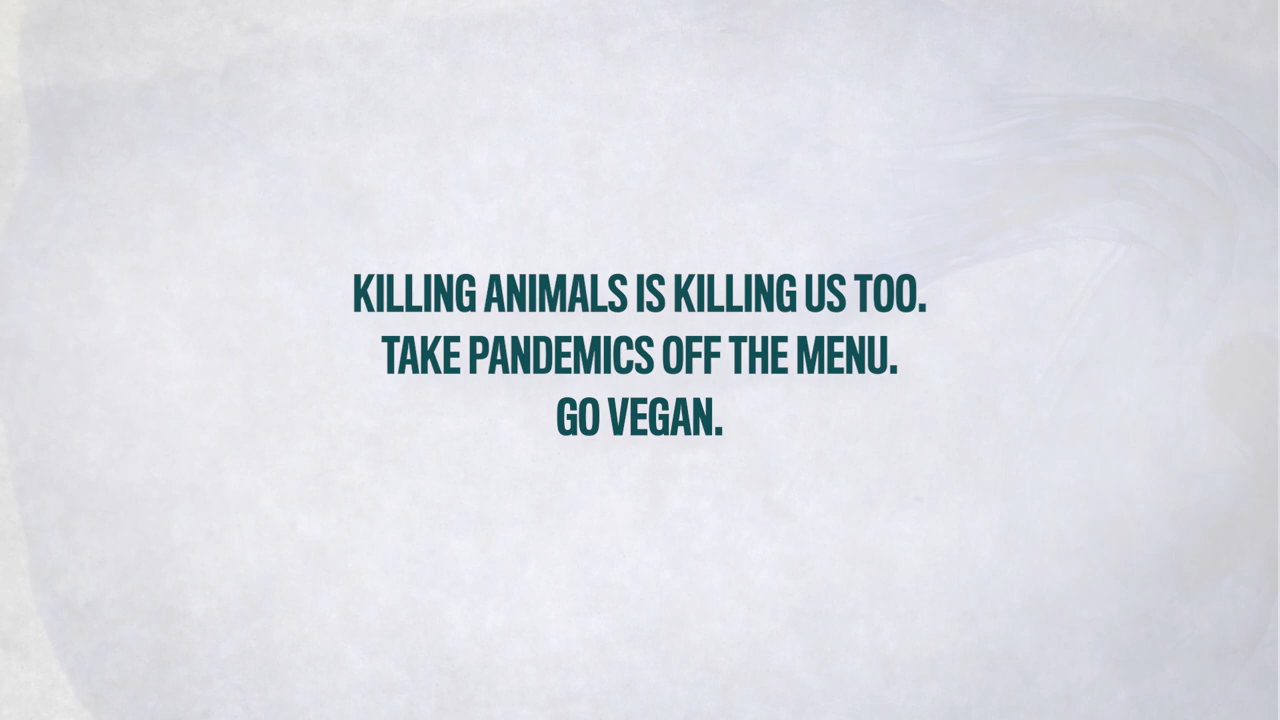 KILLING ANIMALS IS KILLING US TOO.
TAKE PANDEMICS OFF THE MENU.
GO VEGAN.